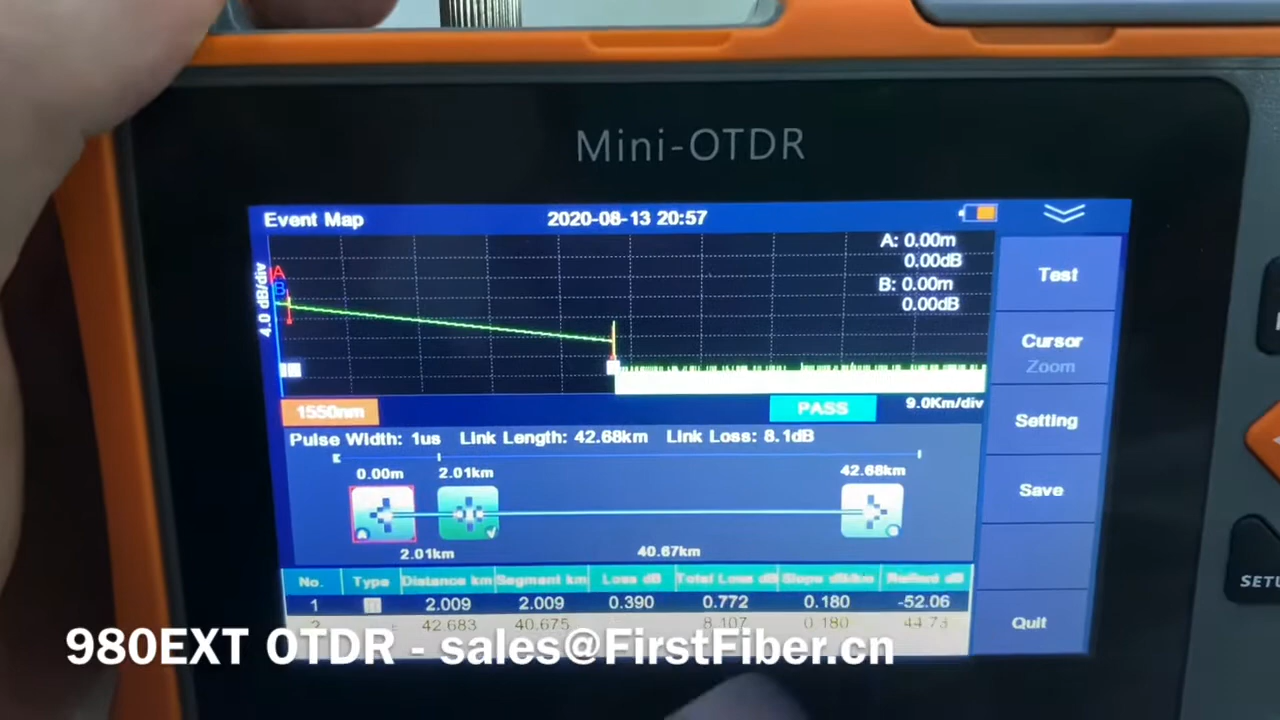 Mini-OTDR
Event Map 2020-08-13 20:57
A: 0.00m
0.00dB
B: 0.00m
0.00dB
A
B
4.0 dB/div
1550nm PASS 9.0Km/div
Pulse Width: 1us Link Length: 42.68km Link Loss: 8.1dB
0.00m 2.01km 42.68km
A B
2.01km 40.67km
No. Type Distance km Segment km Loss dB Total Loss dB Slope dB/km Reflect dB
1 2.009 2.009 0.390 0.772 0.180 -52.06
2 42.683 40.675 8.107 0.180 44.73
Test
Cursor
Zoom
Setting
Save
Quit
SETU
980EXT OTDR - sales@FirstFiber.cn